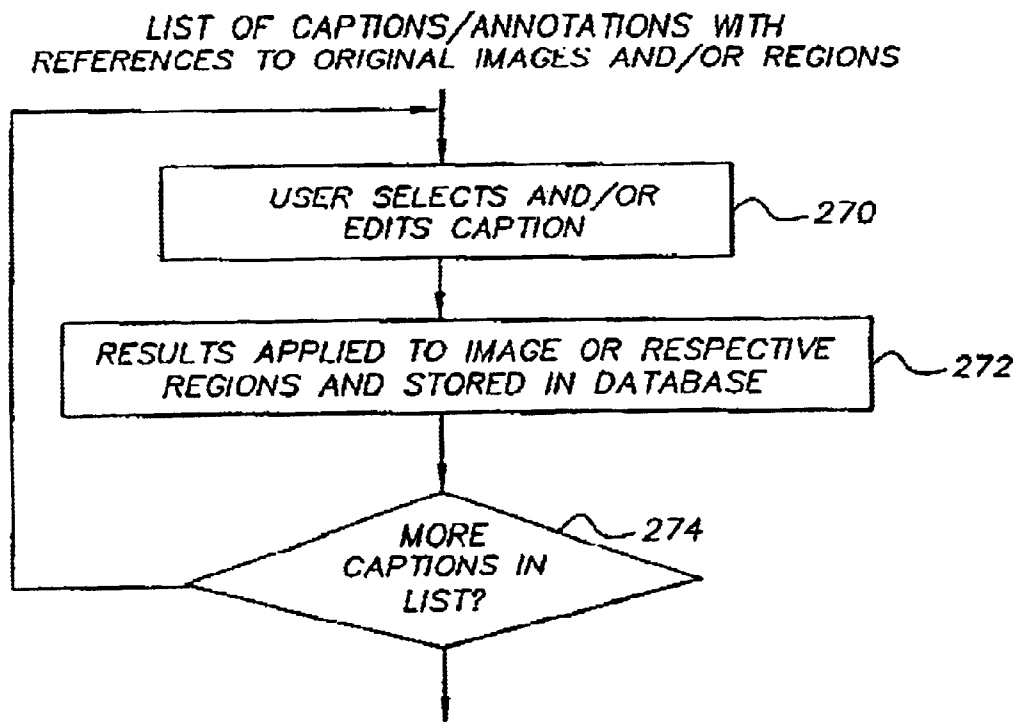 LIST OF CAPTIONS/ANNOTATIONS WITH
REFERENCES TO ORIGINAL IMAGES AND/OR REGIONS
USER SELECTS AND/OR
EDITS CAPTION
270
RESULTS APPLIED TO IMAGE OR RESPECTIVE
REGIONS AND STORED IN DATABASE
272
MORE
CAPTIONS IN
LIST?
274